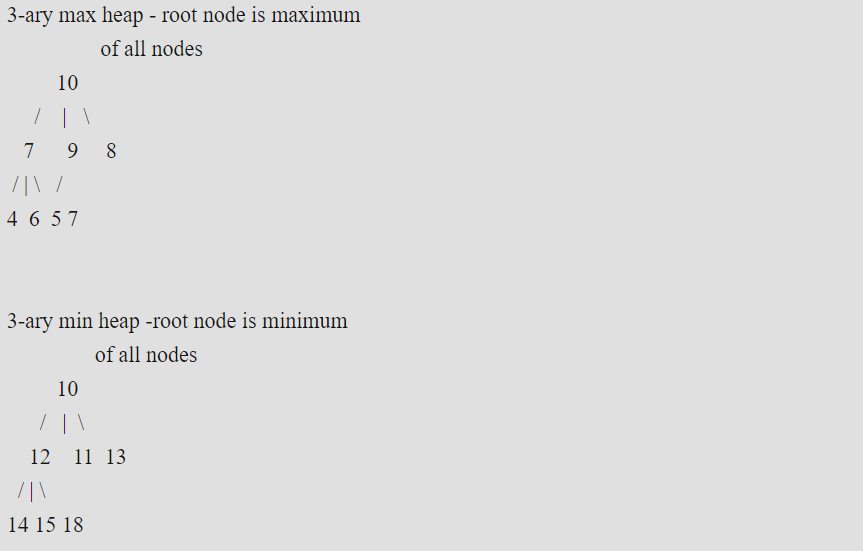 3-ary max heap - root node is maximum
of all nodes
10
/ | \
7 9 8
/|\ /
4 6 5 7
3-ary min heap -root node is minimum
of all nodes
10
/ | \
12 11 13
/|\
14 15 18